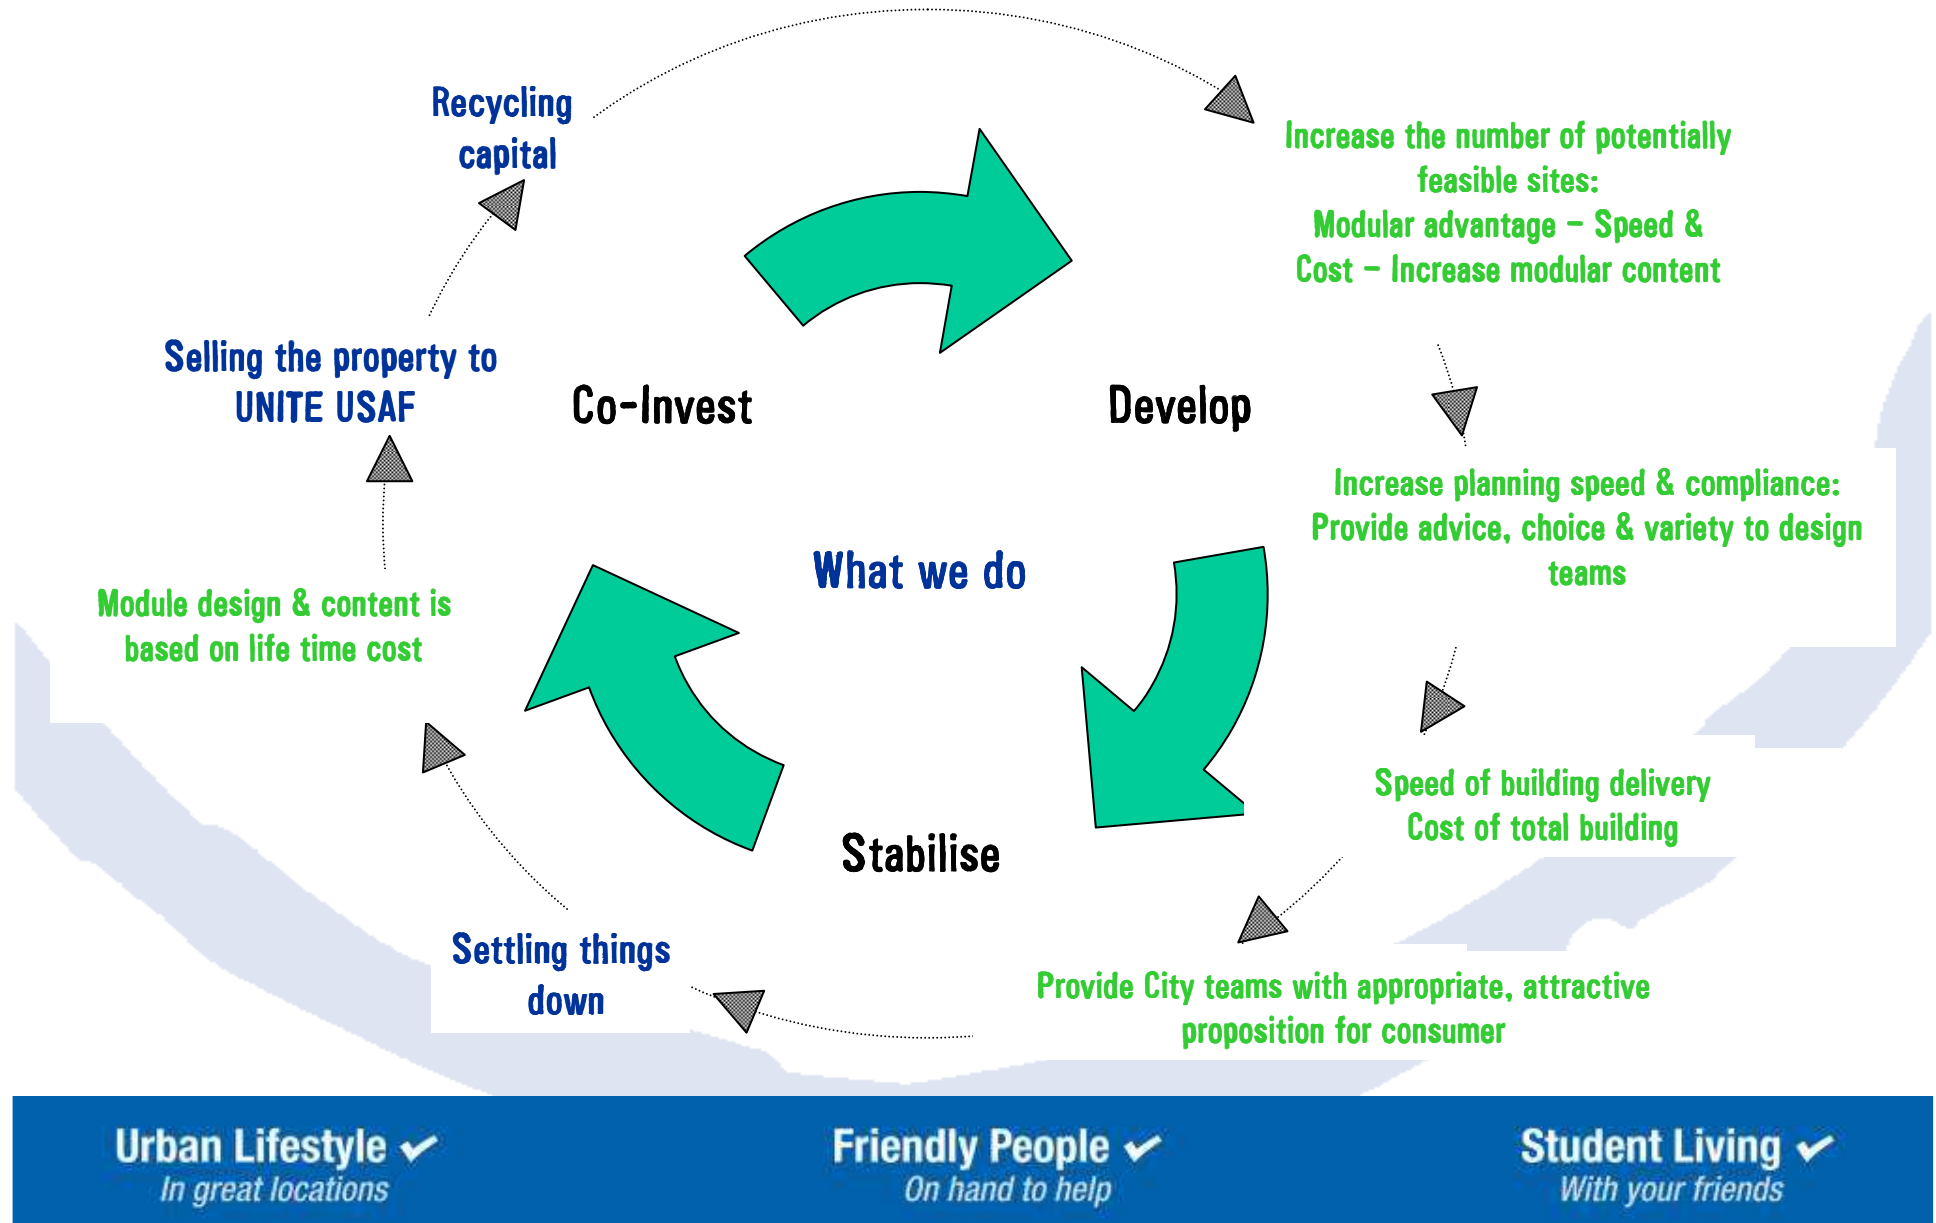 Recycling
capital
Increase the number of potentially
feasible sites:
Modular advantage – Speed &
Cost – Increase modular content
Selling the property to
UNITE USAF
Co-Invest
Develop
Increase planning speed & compliance:
Provide advice, choice & variety to design
teams
What we do
Module design & content is
based on life time cost
Speed of building delivery
Cost of total building
Stabilise
Settling things
down
Provide City teams with appropriate, attractive
proposition for consumer
Urban Lifestyle ✓
In great locations
Friendly People ✓
On hand to help
Student Living ✓
With your friends